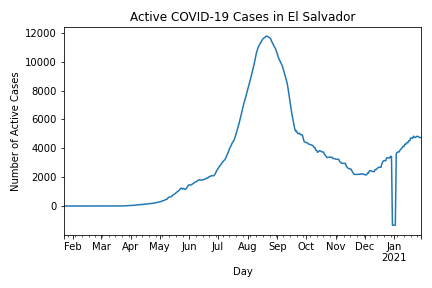 Active COVID-19 Cases in El Salvador
12000
10000
8000
6000
4000
2000
0
Number of Active Cases
Feb Mar Apr May Jun Jul Aug Sep Oct Nov Dec Jan
2021
Day